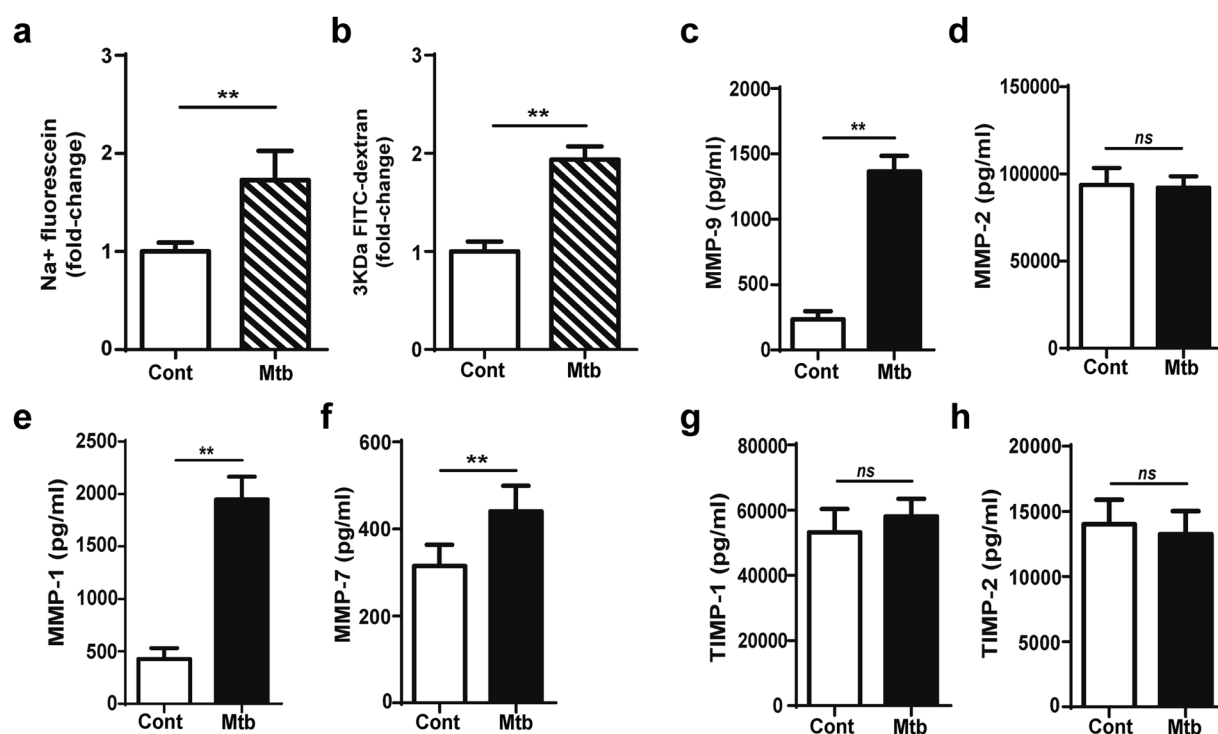 a
Na+ fluorescein
(fold-change)
3
2
1
0
**
Cont Mtb
b
3KDa FITC-dextran
(fold-change)
3
2
1
0
**
Cont Mtb
c
MMP-9 (pg/ml)
2000
1500
1000
500
0
**
Cont Mtb
d
MMP-2 (pg/ml)
150000
100000
50000
0
ns
Cont Mtb
e
MMP-1 (pg/ml)
2500
2000
1500
1000
500
0
**
Cont Mtb
f
MMP-7 (pg/ml)
600
400
200
0
**
Cont Mtb
g
TIMP-1 (pg/ml)
80000
60000
40000
20000
0
ns
Cont Mtb
h
TIMP-2 (pg/ml)
20000
15000
10000
5000
0
ns
Cont Mtb